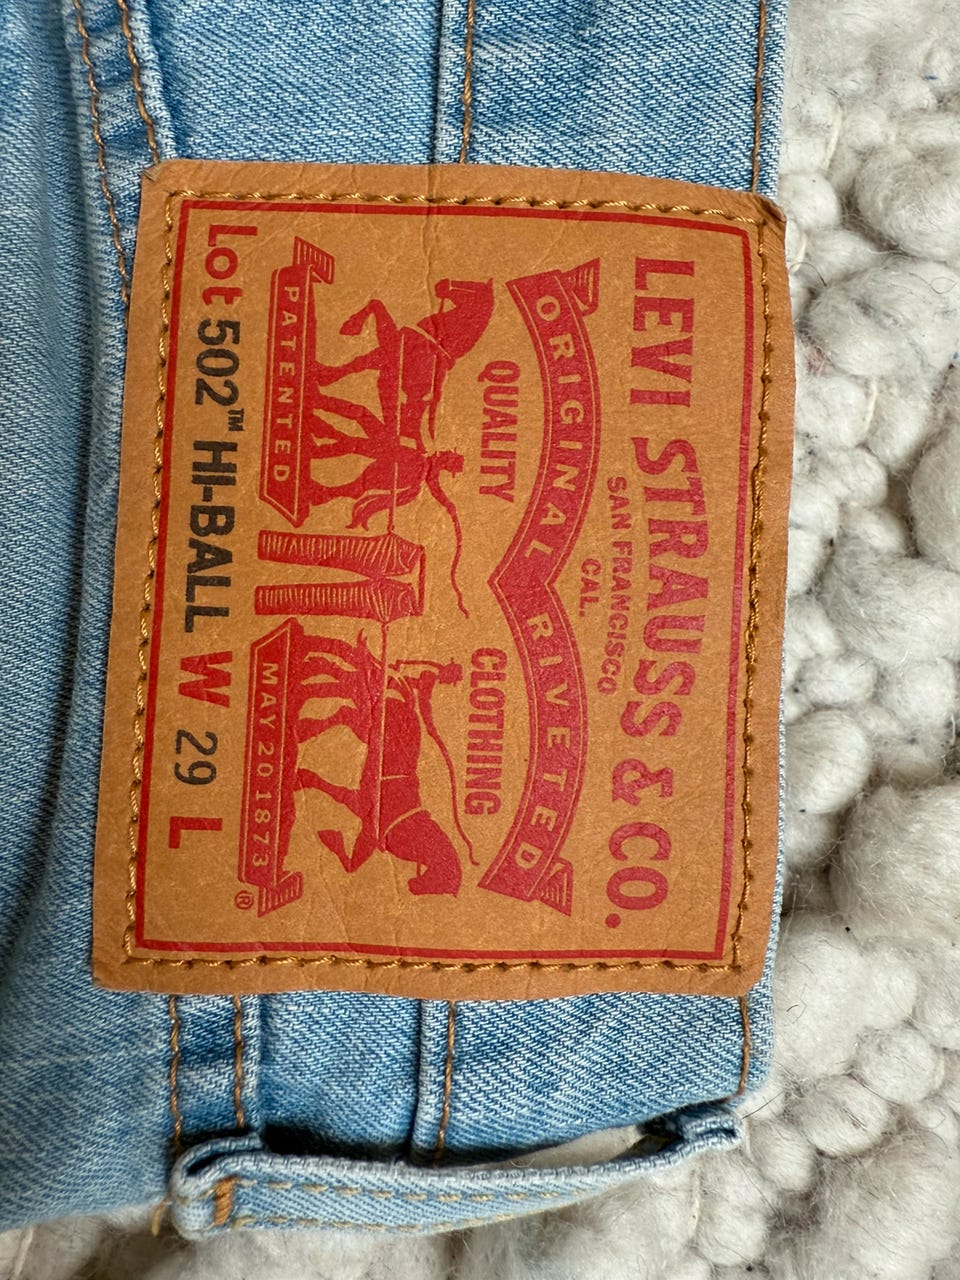 LEVI STRAUSS & CO.
SAN FRANCISCO
CAL.
ORIGINAL RIVETED
QUALITY CLOTHING
PATENTED MAY 20 1873
®
Lot 502™ HI-BALL W 29 L